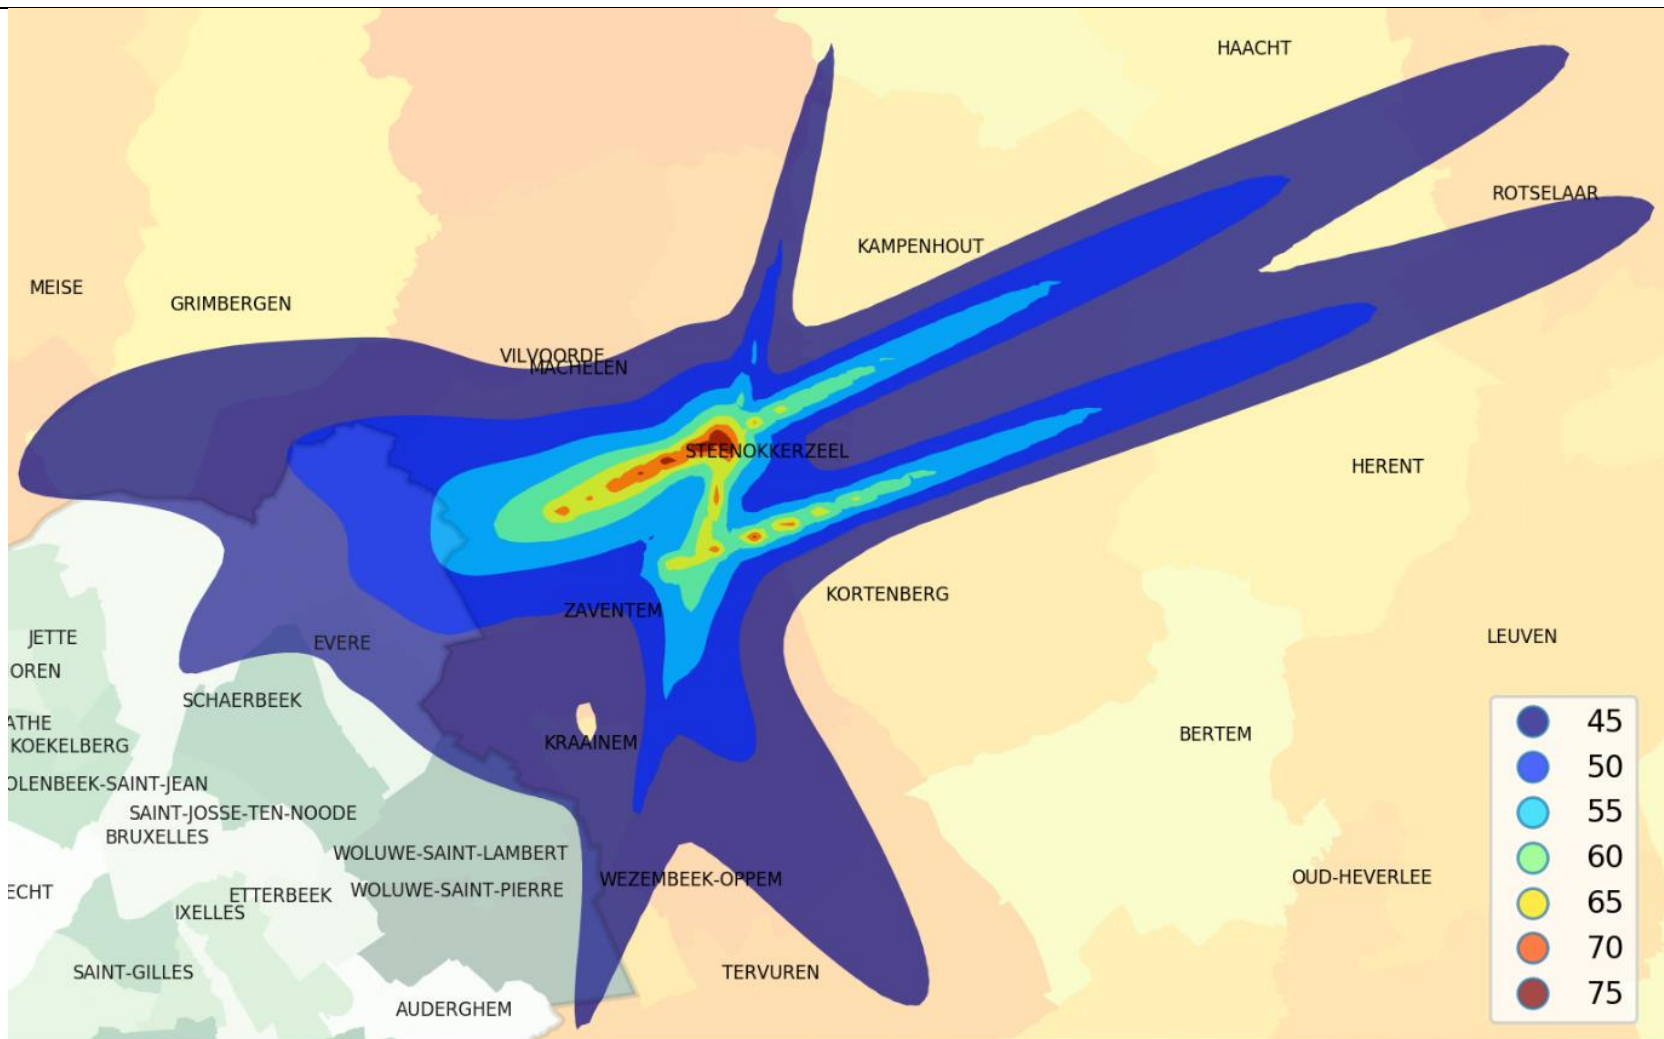 HAACHT
ROTSELAAR
KAMPENHOUT
MEISE
GRIMBERGEN
VILVOORDE
MACHELEN
STEENOKKERZEEL
HERENT
KORTENBERG
ZAVENTEM
LEUVEN
JETTE
EVERE
OREN
SCHAERBEEK
ATHE
KOEKELBERG
KRAAINEM
BERTEM
OLENBEEK-SAINT-JEAN
SAINT-JOSSE-TEN-NOODE
BRUXELLES
WOLUWE-SAINT-LAMBERT
WEZEMBEEK-OPPEM
OUD-HEVERLEE
ECHT
ETTERBEEK
WOLUWE-SAINT-PIERRE
IXELLES
SAINT-GILLES
TERVUREN
AUDERGHEM
45
50
55
60
65
70
75